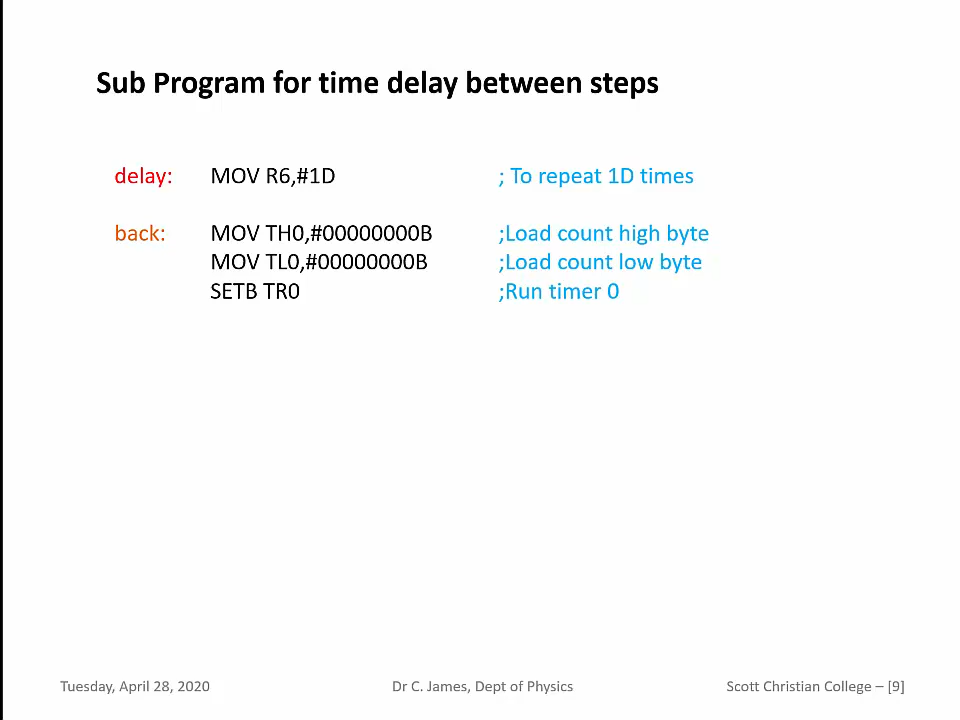 Sub Program for time delay between steps
delay: MOV R6,#1D ; To repeat 1D times
back: MOV TH0,#00000000B ;Load count high byte
MOV TL0,#00000000B ;Load count low byte
SETB TR0 ;Run timer 0
Tuesday, April 28, 2020 Dr C. James, Dept of Physics Scott Christian College – [9]